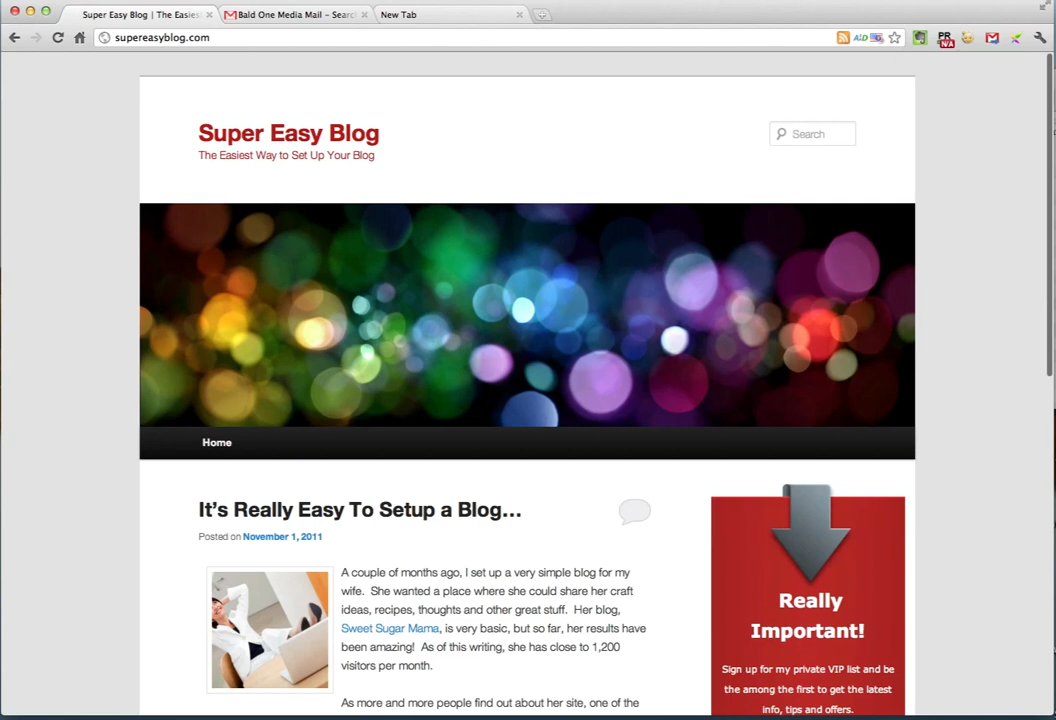 Super Easy Blog | The Easies
Bald One Media Mail – Searc
New Tab
supereasyblog.com
PR
N/A
Super Easy Blog
The Easiest Way to Set Up Your Blog
Search
Home
It's Really Easy To Setup a Blog…
Posted on November 1, 2011
A couple of months ago, I set up a very simple blog for my
wife. She wanted a place where she could share her craft
ideas, recipes, thoughts and other great stuff. Her blog,
Sweet Sugar Mama, is very basic, but so far, her results have
been amazing! As of this writing, she has close to 1,200
visitors per month.
As more and more people find out about her site, one of the
Really
Important!
Sign up for my private VIP list and be
the among the first to get the latest
info, tips and offers.